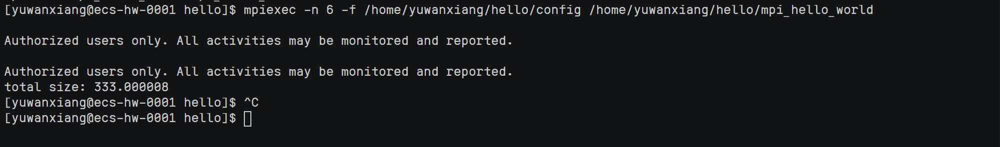 [yuwanxiang@ecs-hw-0001 hello]$ mpiexec -n 6 -f /home/yuwanxiang/hello/config /home/yuwanxiang/hello/mpi_hello_world
Authorized users only. All activities may be monitored and reported.
Authorized users only. All activities may be monitored and reported.
total size: 333.000008
[yuwanxiang@ecs-hw-0001 hello]$ ^C
[yuwanxiang@ecs-hw-0001 hello]$